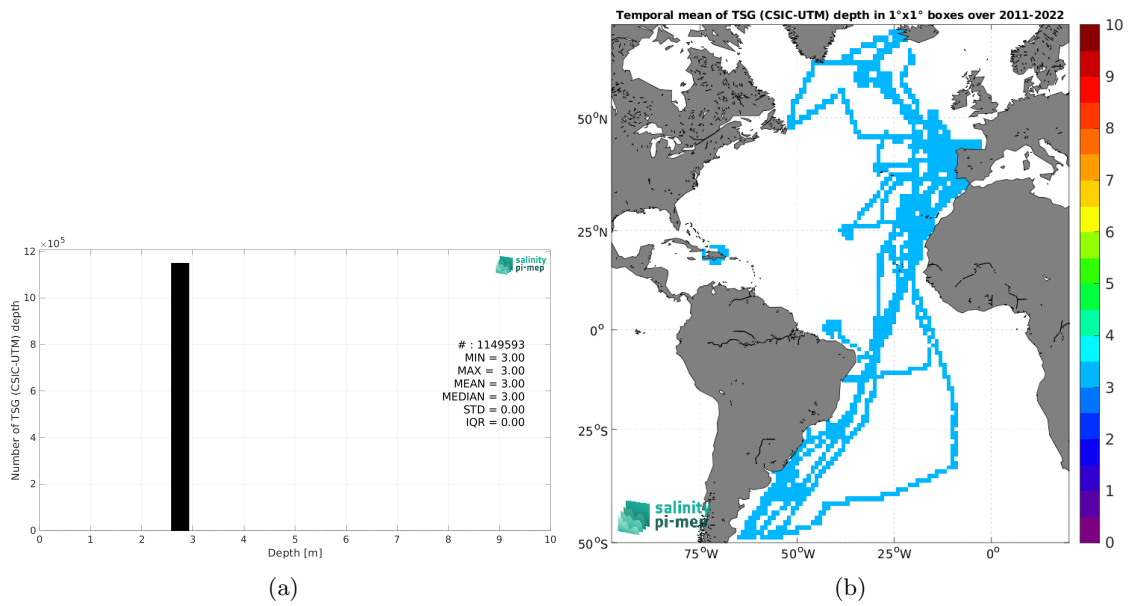 ×10⁵
12
10
8
6
4
2
0
Number of TSG (CSIC-UTM) depth
0 1 2 3 4 5 6 7 8 9 10
Depth [m]
salinity
pi-mep
# : 1149593
MIN = 3.00
MAX = 3.00
MEAN = 3.00
MEDIAN = 3.00
STD = 0.00
IQR = 0.00
(a)
Temporal mean of TSG (CSIC-UTM) depth in 1°x1° boxes over 2011-2022
50°N
25°N
0°
25°S
50°S
75°W 50°W 25°W 0°
salinity
pi-mep
10
9
8
7
6
5
4
3
2
1
0
(b)